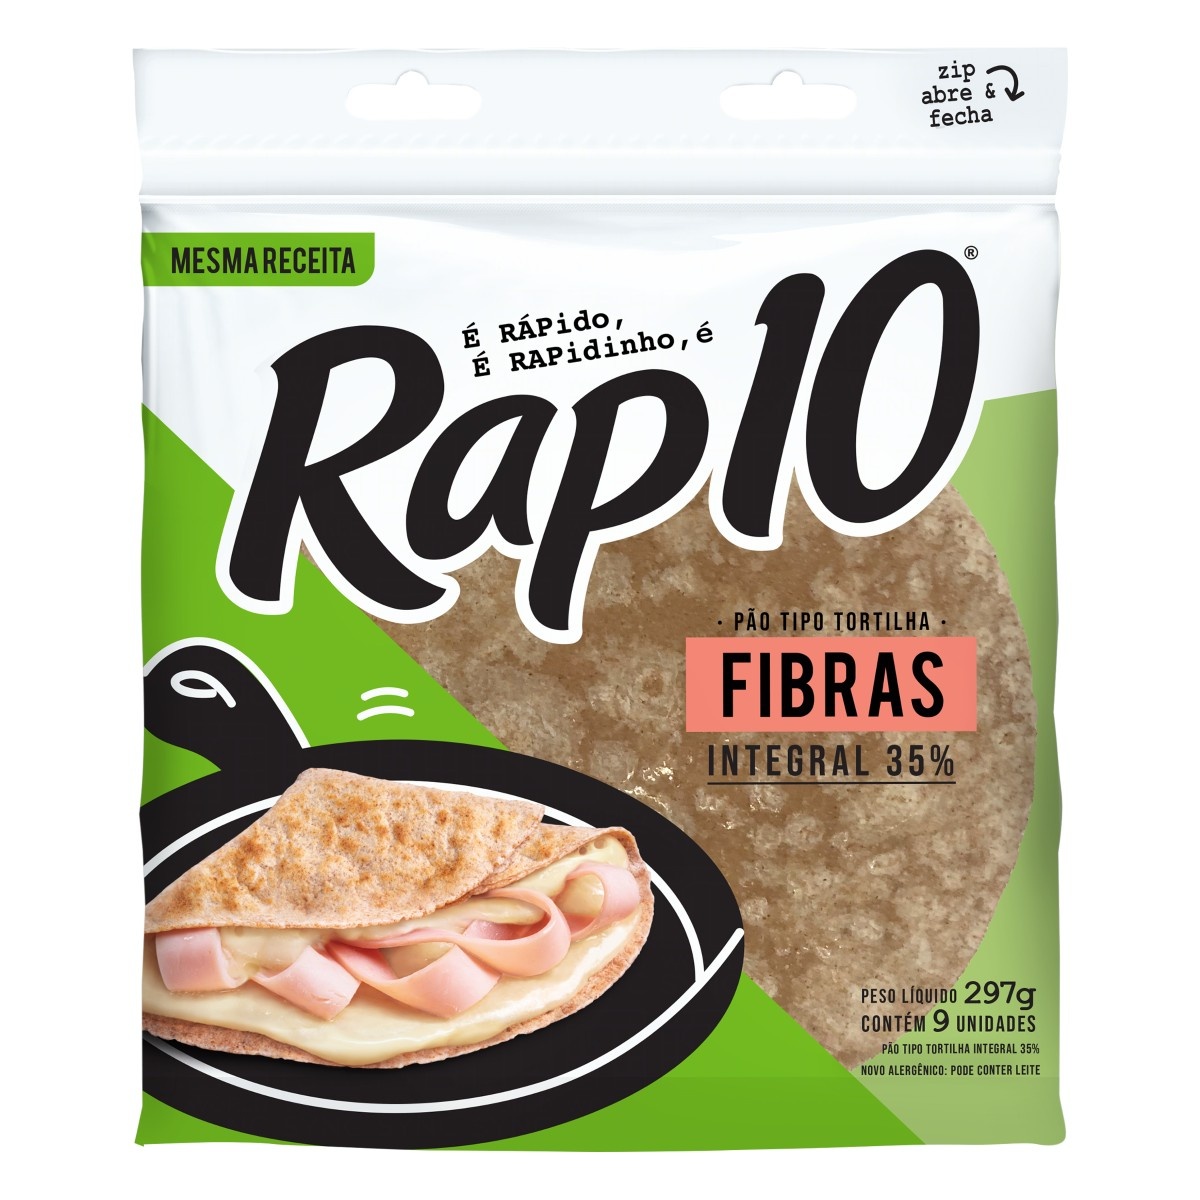 zip
abre &
fecha
MESMA RECEITA
É RÁPido,
É RAPidinho, é
Rap10®
· PÃO TIPO TORTILHA ·
FIBRAS
INTEGRAL 35%
PESO LÍQUIDO 297g
CONTÉM 9 UNIDADES
PÃO TIPO TORTILHA INTEGRAL 35%
NOVO ALERGÊNICO: PODE CONTER LEITE